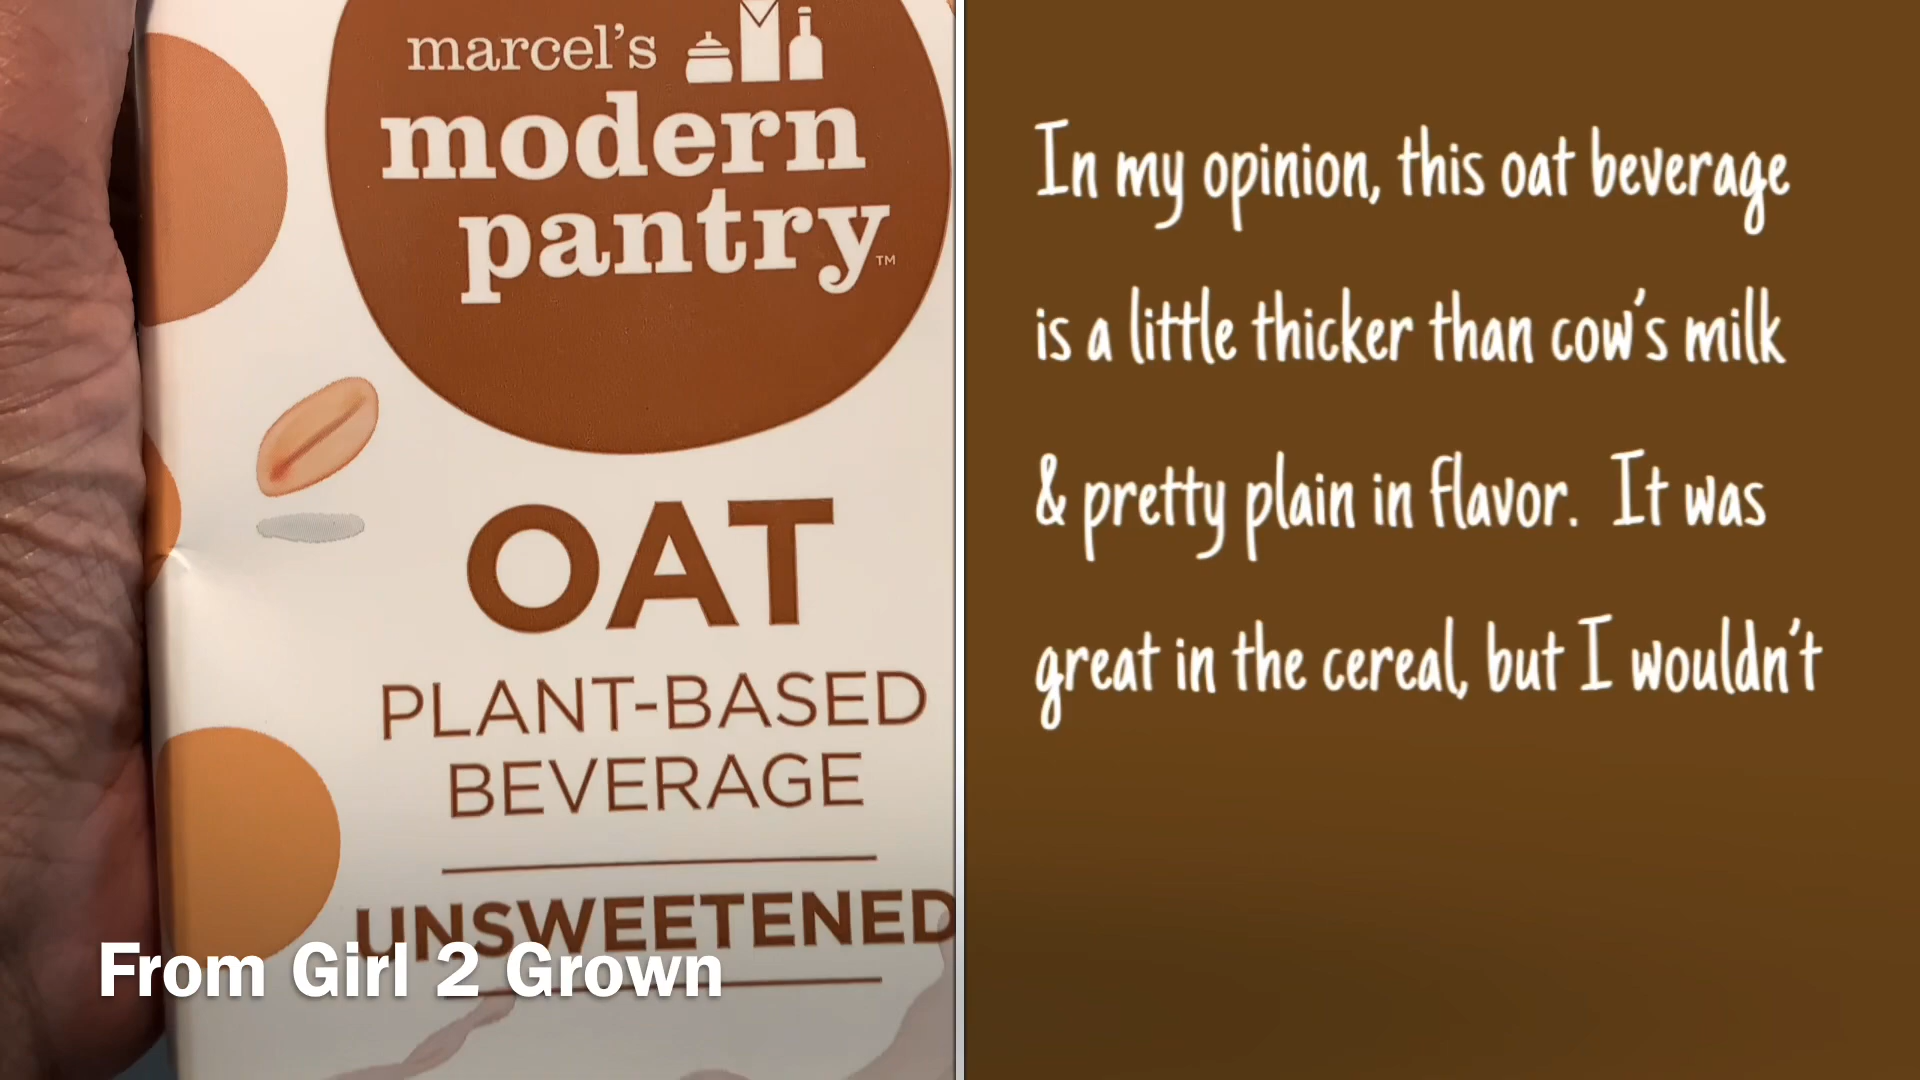 marcel's
modern
pantry™
OAT
PLANT-BASED
BEVERAGE
UNSWEETENED
From Girl 2 Grown
In my opinion, this oat beverage
is a little thicker than cow's milk
& pretty plain in flavor. It was
great in the cereal, but I wouldn't